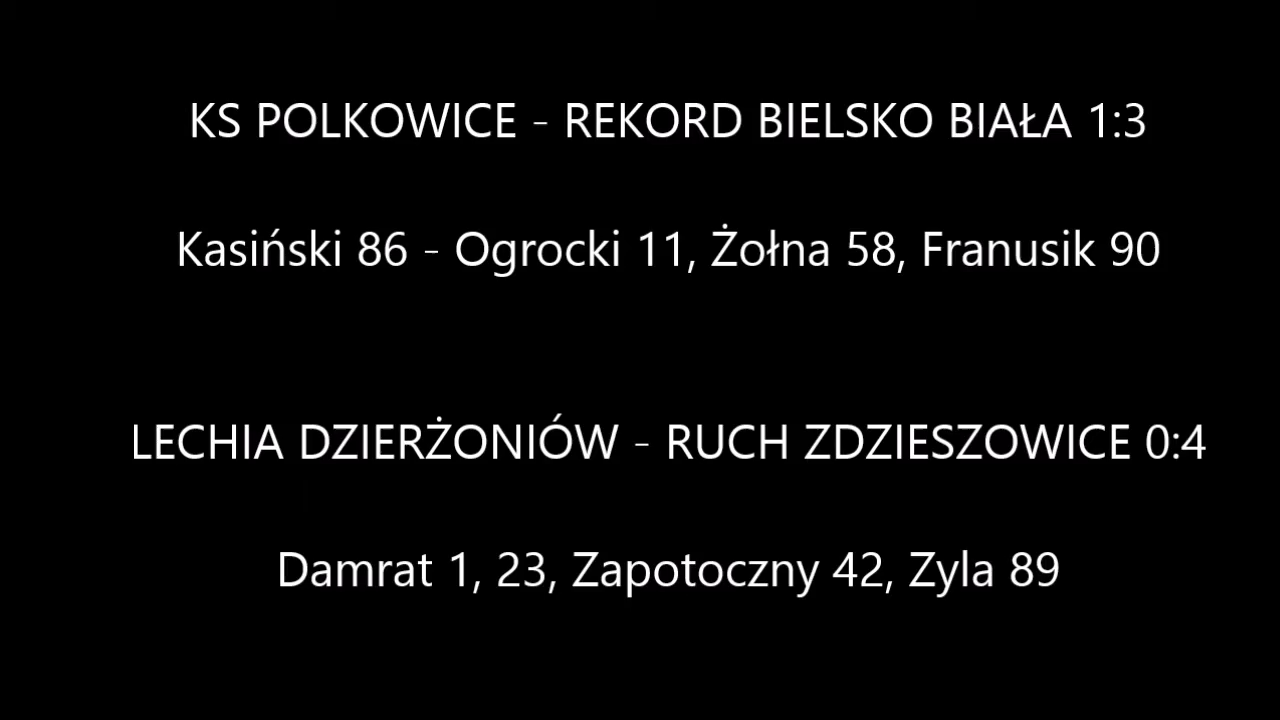 KS POLKOWICE - REKORD BIELSKO BIAŁA 1:3
Kasiński 86 - Ogrocki 11, Żołna 58, Franusik 90
LECHIA DZIERŻONIÓW - RUCH ZDZIESZOWICE 0:4
Damrat 1, 23, Zapotoczny 42, Zyla 89